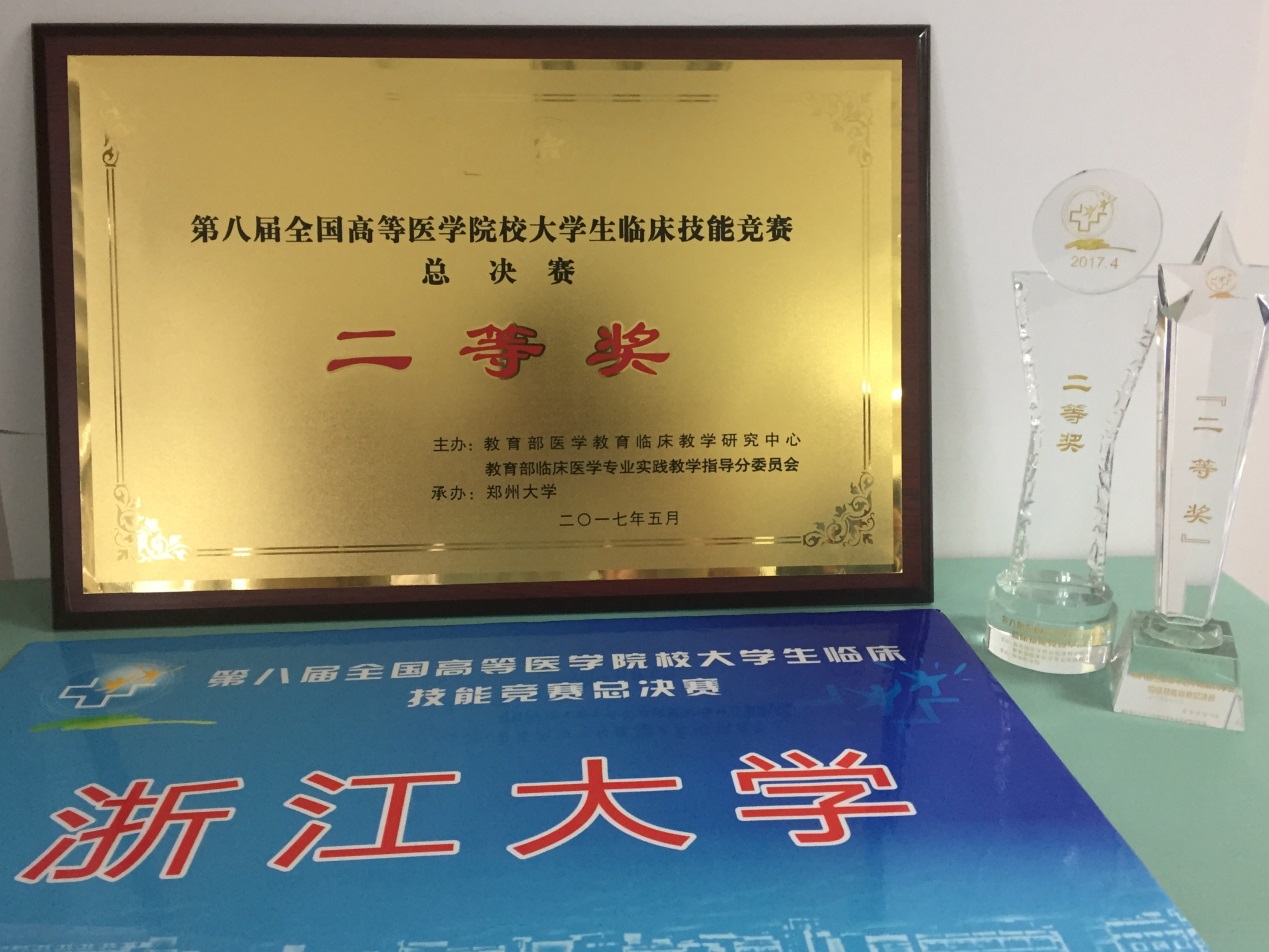 第八届全国高等医学院校大学生临床技能竞赛
总决赛
二等奖
主办：教育部医学教育临床教学研究中心
教育部临床医学专业实践教学指导分委员会
承办：郑州大学
二〇一七年五月
2017.4
二等奖
『二等奖』
第八届全国高等医学院校大学生临床
技能竞赛总决赛
浙江大学